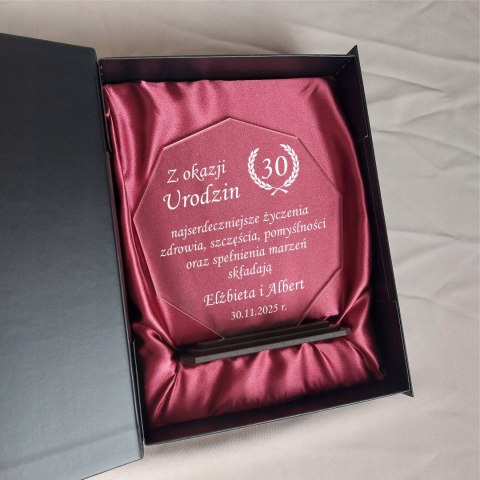 Z okazji
Urodzin
30
najserdeczniejsze życzenia
zdrowia, szczęścia, pomyślności
oraz spełnienia marzeń
składają
Elżbieta i Albert
30.11.2025 r.